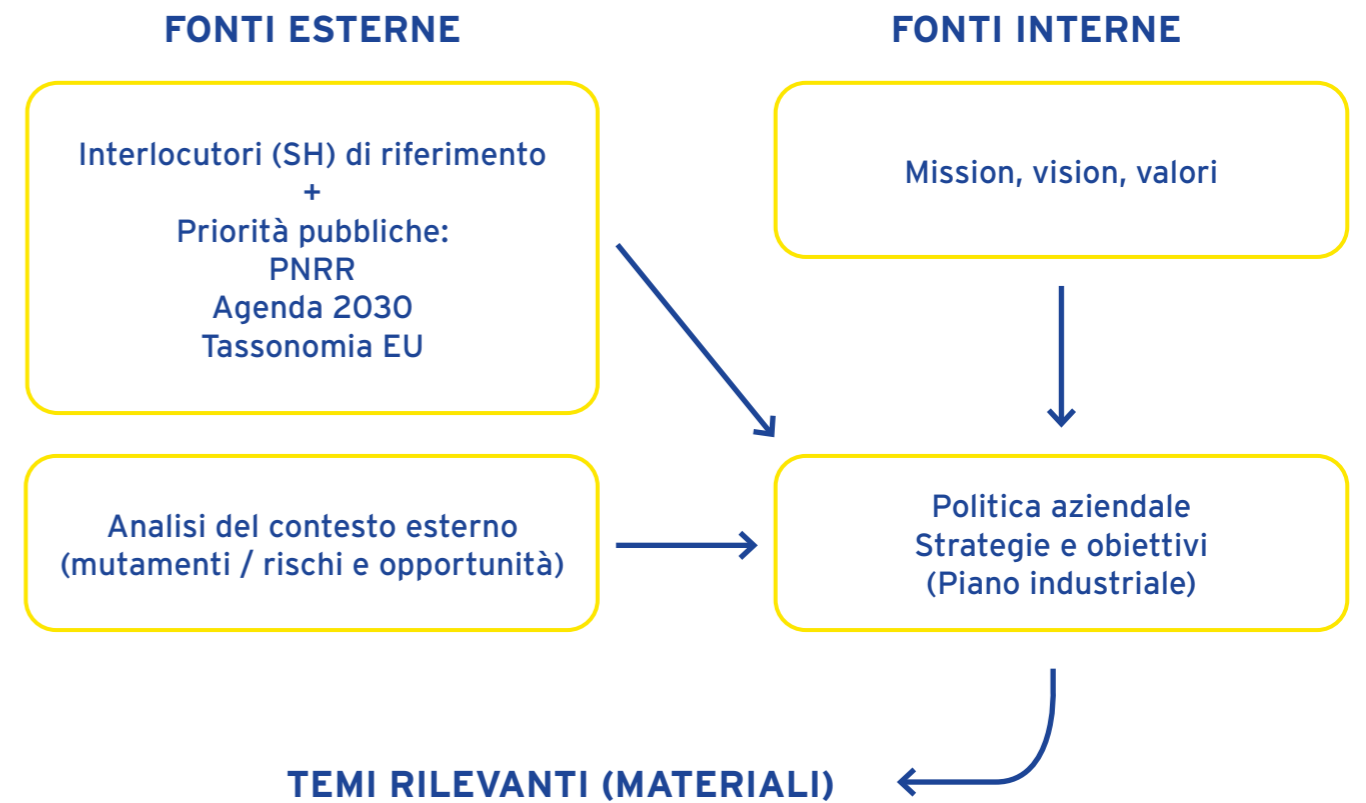 FONTI ESTERNE
Interlocutori (SH) di riferimento
+
Priorità pubbliche:
PNRR
Agenda 2030
Tassonomia EU
Analisi del contesto esterno
(mutamenti / rischi e opportunità)
FONTI INTERNE
Mission, vision, valori
Politica aziendale
Strategie e obiettivi
(Piano industriale)
TEMI RILEVANTI (MATERIALI)